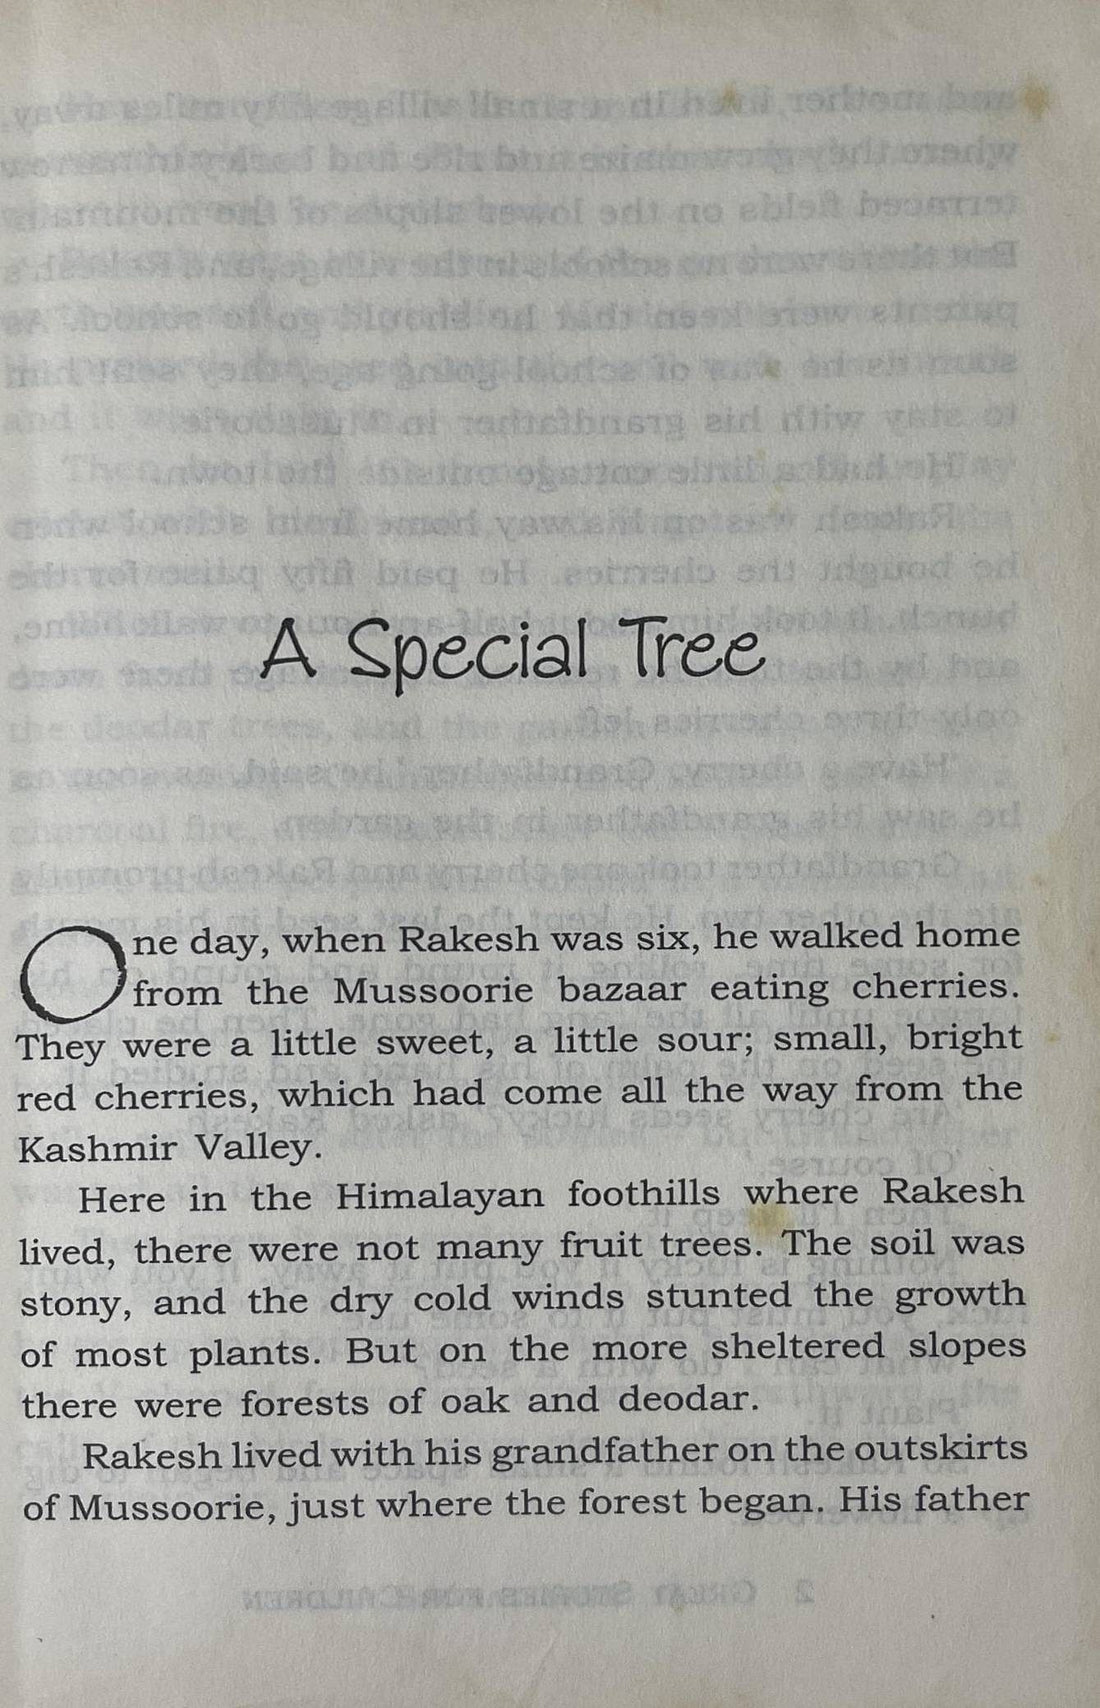 A Special Tree
One day, when Rakesh was six, he walked home
from the Mussoorie bazaar eating cherries.
They were a little sweet, a little sour; small, bright
red cherries, which had come all the way from the
Kashmir Valley.
Here in the Himalayan foothills where Rakesh
lived, there were not many fruit trees. The soil was
stony, and the dry cold winds stunted the growth
of most plants. But on the more sheltered slopes
there were forests of oak and deodar.
Rakesh lived with his grandfather on the outskirts
of Mussoorie, just where the forest began. His father